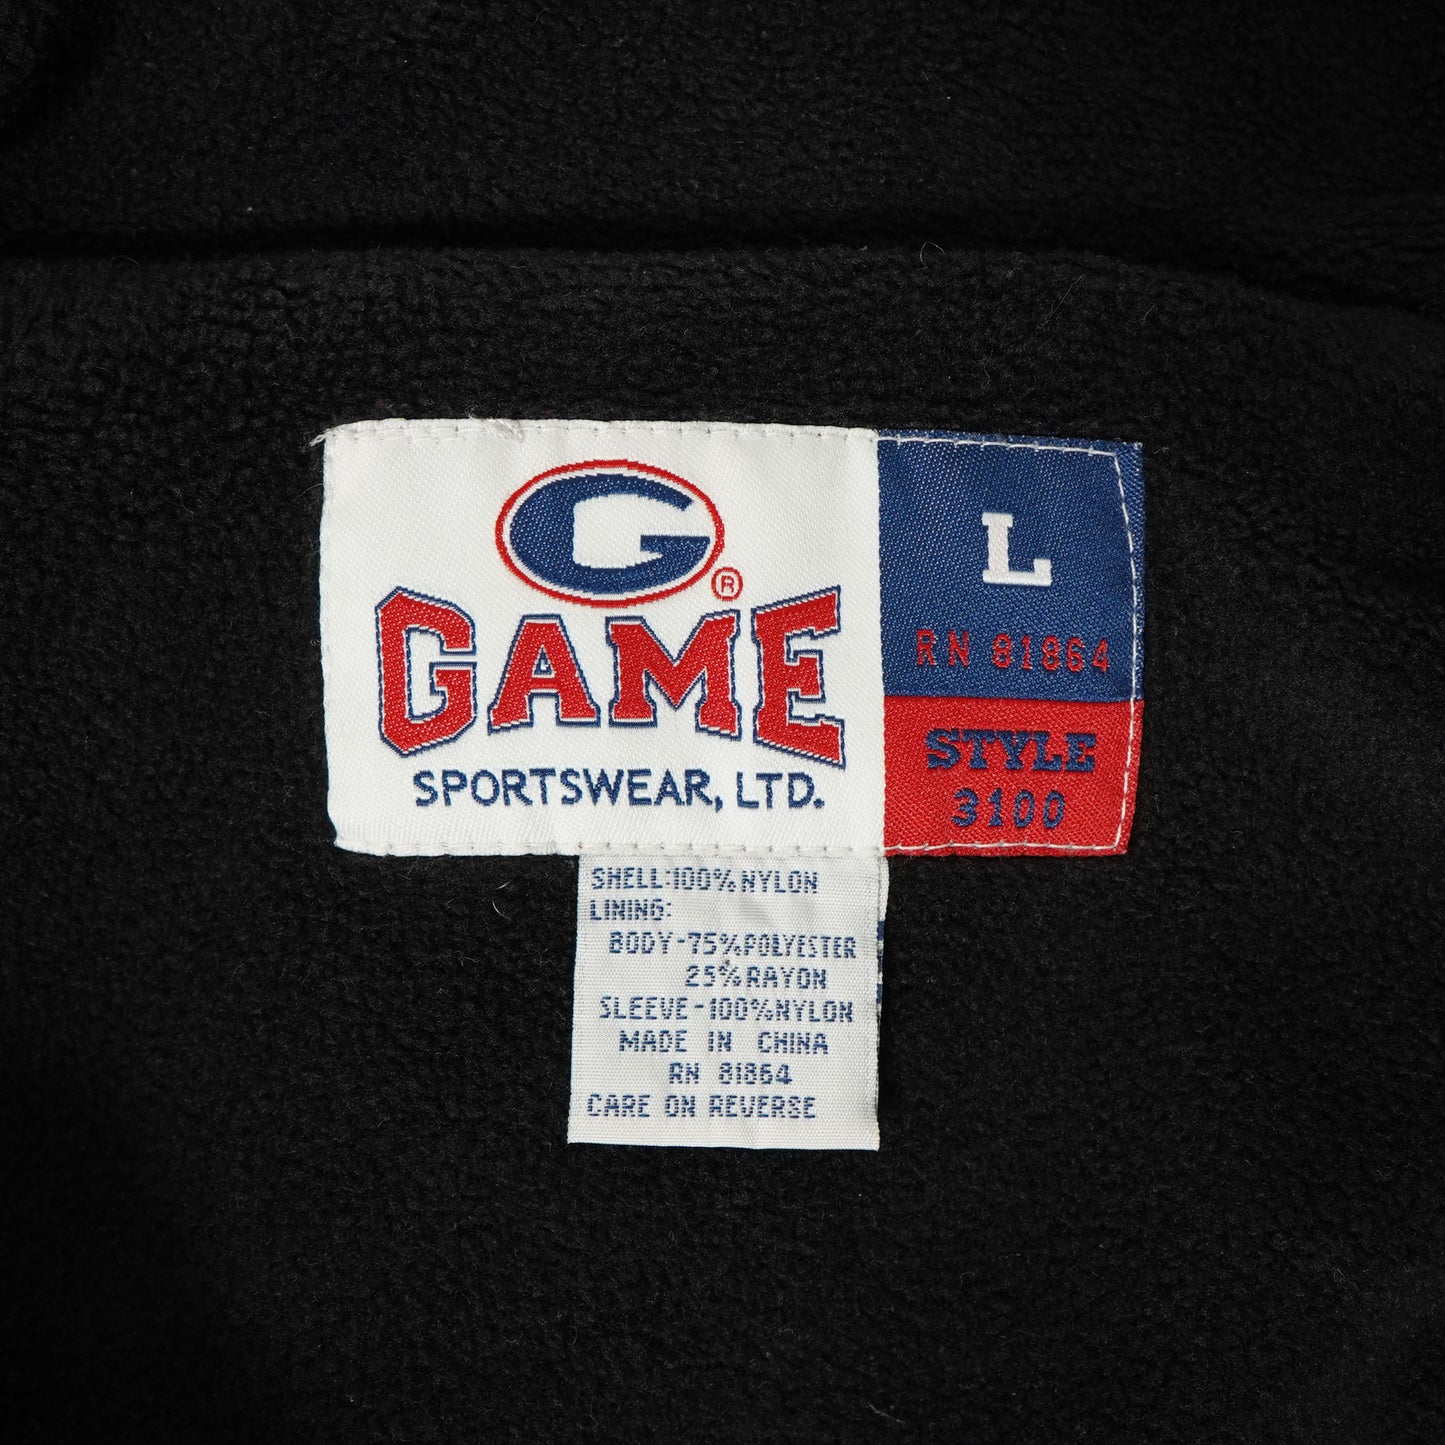 G
®
GAME
SPORTSWEAR, LTD.
L
RN 81864
STYLE
3100
SHELL:100% NYLON
LINING:
BODY-75%POLYESTER
25%RAYON
SLEEVE-100%NYLON
MADE IN CHINA
RN 81864
CARE ON REVERSE